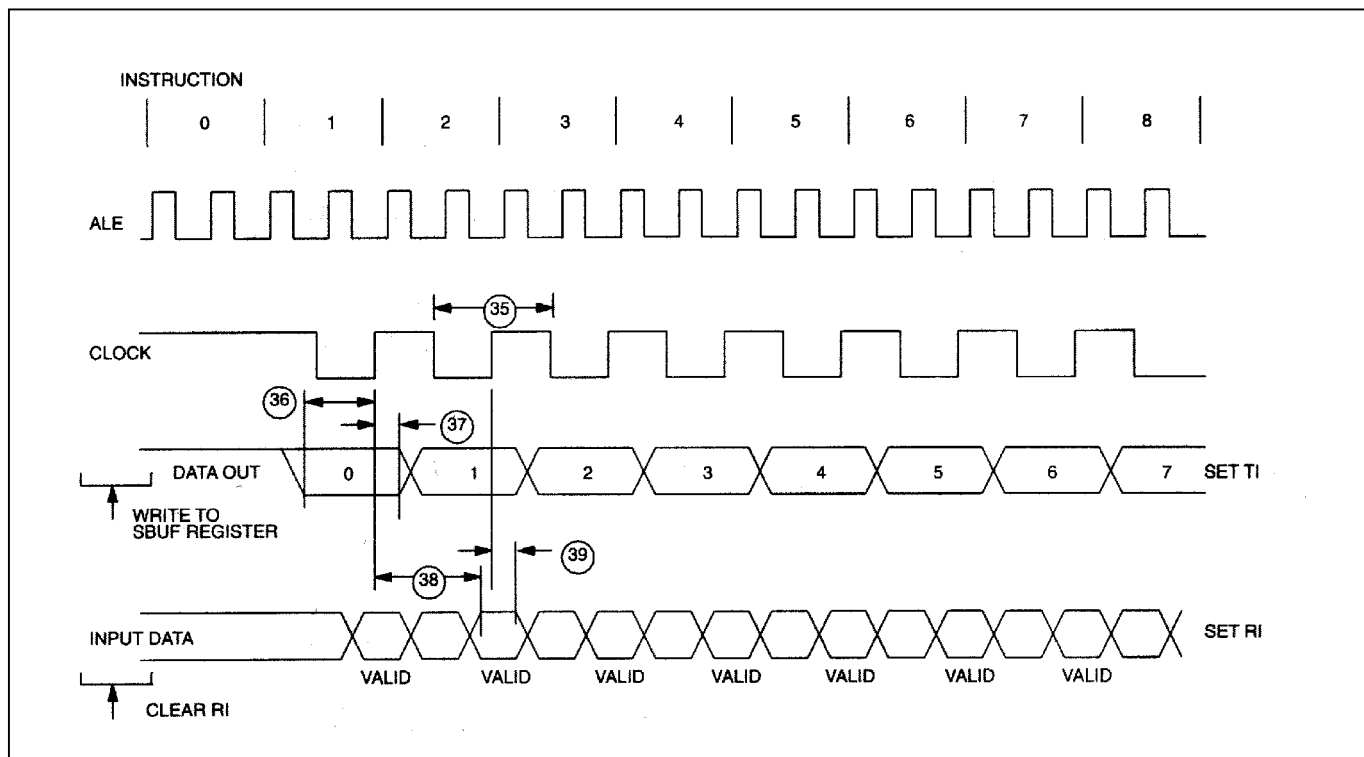 INSTRUCTION
0 1 2 3 4 5 6 7 8
ALE
35
CLOCK
36
37
DATA OUT 0 1 2 3 4 5 6 7 SET TI
WRITE TO
SBUF REGISTER
39
38
INPUT DATA SET RI
VALID VALID VALID VALID VALID VALID VALID
CLEAR RI